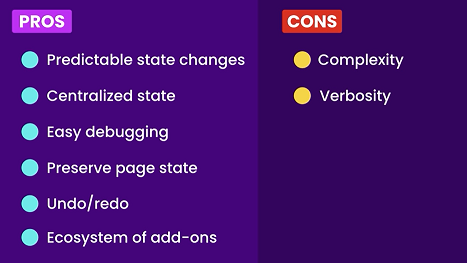 PROS
Predictable state changes
Centralized state
Easy debugging
Preserve page state
Undo/redo
Ecosystem of add-ons
CONS
Complexity
Verbosity